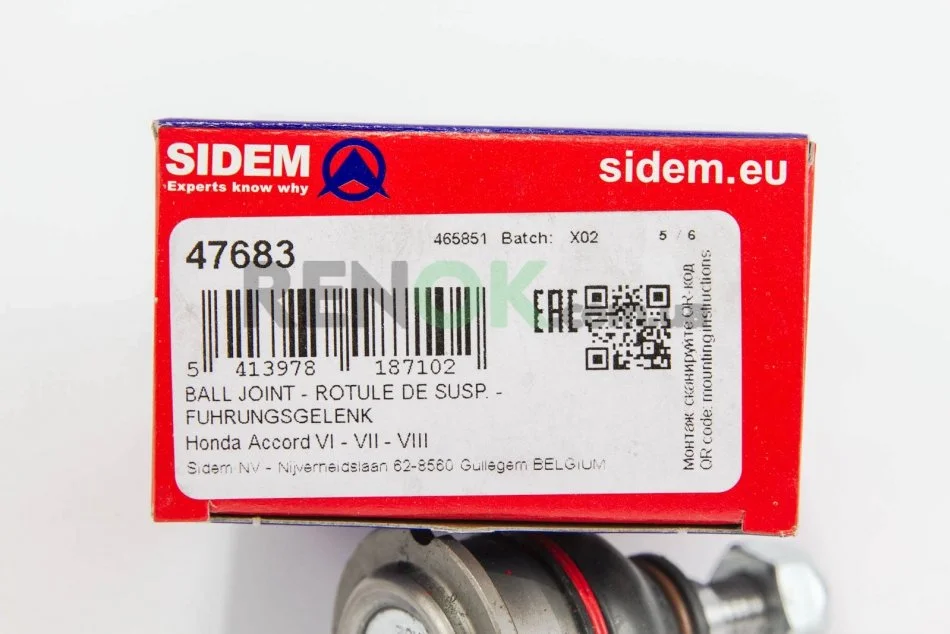 SIDEM
Experts know why
sidem.eu
465851 Batch: X02 5 / 6
47683
RENOK
EAC
5 413978 187102
BALL JOINT - ROTULE DE SUSP. -
FUHRUNGSGELENK
Honda Accord VI - VII - VIII
Sidem NV - Nijverheidslaan 62-8560 Gullegem BELGIUM
Монтаж: сканируйте QR-код
QR code: mounting instructions